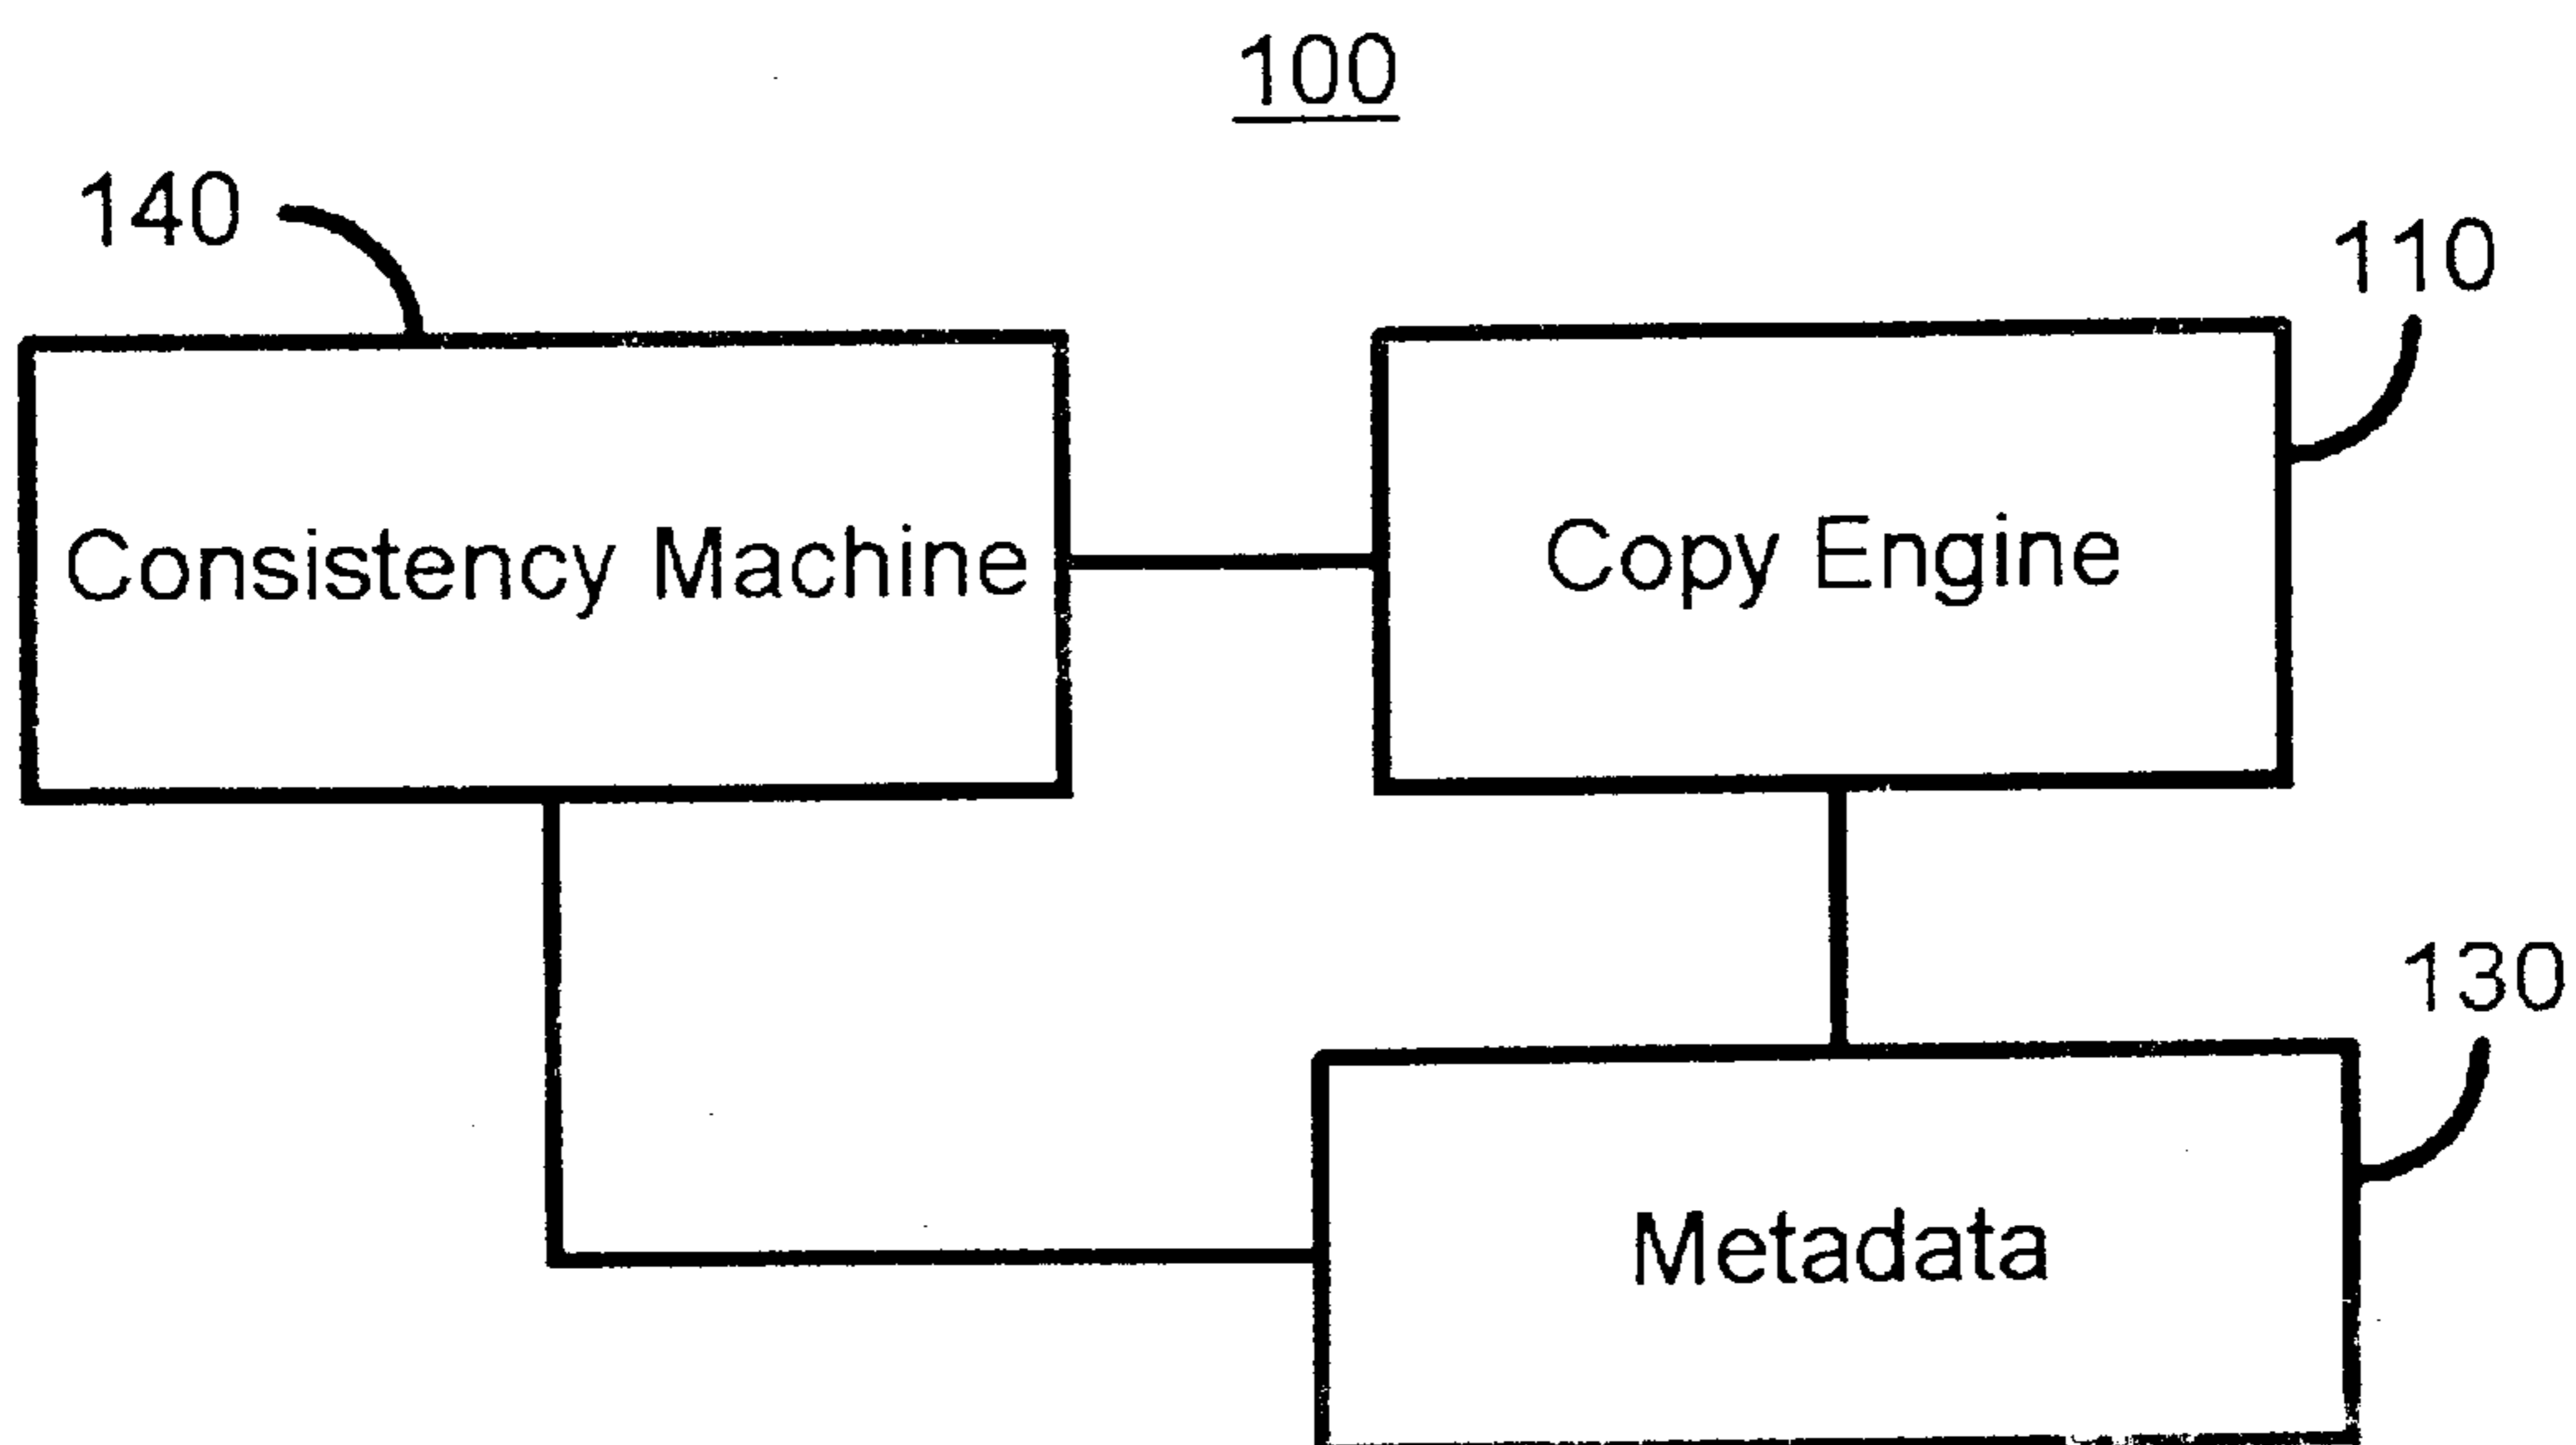 100
140
110
Consistency Machine
Copy Engine
130
Metadata